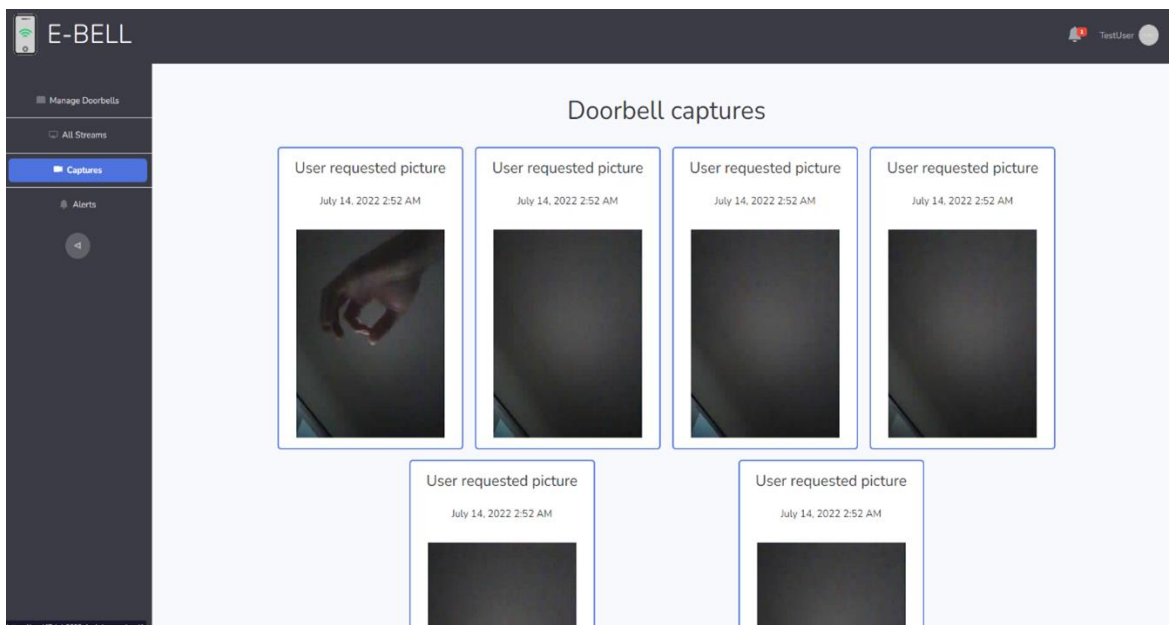 E-BELL
1
TestUser
Manage Doorbells
All Streams
Captures
Alerts
Doorbell captures
User requested picture
July 14, 2022 2:52 AM
User requested picture
July 14, 2022 2:52 AM
User requested picture
July 14, 2022 2:52 AM
User requested picture
July 14, 2022 2:52 AM
User requested picture
July 14, 2022 2:52 AM
User requested picture
July 14, 2022 2:52 AM